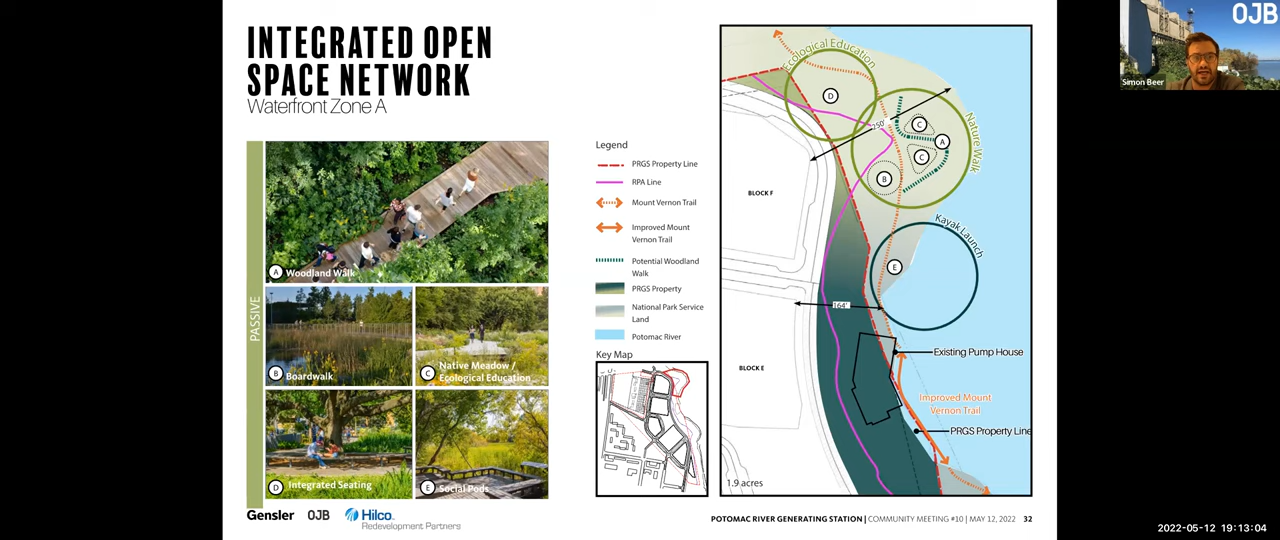 INTEGRATED OPEN
SPACE NETWORK
Waterfront Zone A
PASSIVE
A Woodland Walk
B Boardwalk
C Native Meadow /
Ecological Education
D Integrated Seating
E Social Pods
Legend
PRGS Property Line
RPA Line
Mount Vernon Trail
Improved Mount
Vernon Trail
Potential Woodland
Walk
PRGS Property
National Park Service
Land
Potomac River
Key Map
Ecological Education
D
250'
C
A
C
B
Nature Walk
BLOCK F
Kayak Launch
E
164'
Existing Pump House
BLOCK E
Improved Mount
Vernon Trail
PRGS Property Line
1.9 acres
Gensler
OJB
Hilco
Redevelopment Partners
POTOMAC RIVER GENERATING STATION | COMMUNITY MEETING #10 | MAY 12, 2022 32
OJB
Simon Beer
2022-05-12 19:13:04